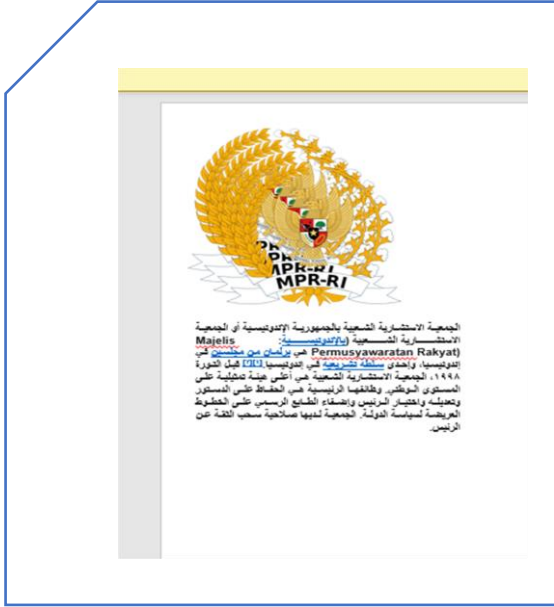 MPR-RI
MPR-RI
الجمعية الاستشارية الشعبية بالجمهورية الإندونيسية أو الجمعية
الاستشارية الشعبية (بالإندونيسية: Majelis
Permusyawaratan Rakyat) هي برلمان من مجلسين في
إندونيسيا، وإحدى سلطة تشريعية في إندونيسيا. قبل الثورة
١٩٩٨، الجمعية الاستشارية الشعبية هي أعلى هيئة تمثيلية على
المستوى الوطني. وظائفها الرئيسية هي الحفاظ على الدستور
وتعديله واختيار الرئيس وإضفاء الطابع الرسمي على الخطوط
العريضة لسياسة الدولة. الجمعية لديها صلاحية سحب الثقة عن
الرئيس.